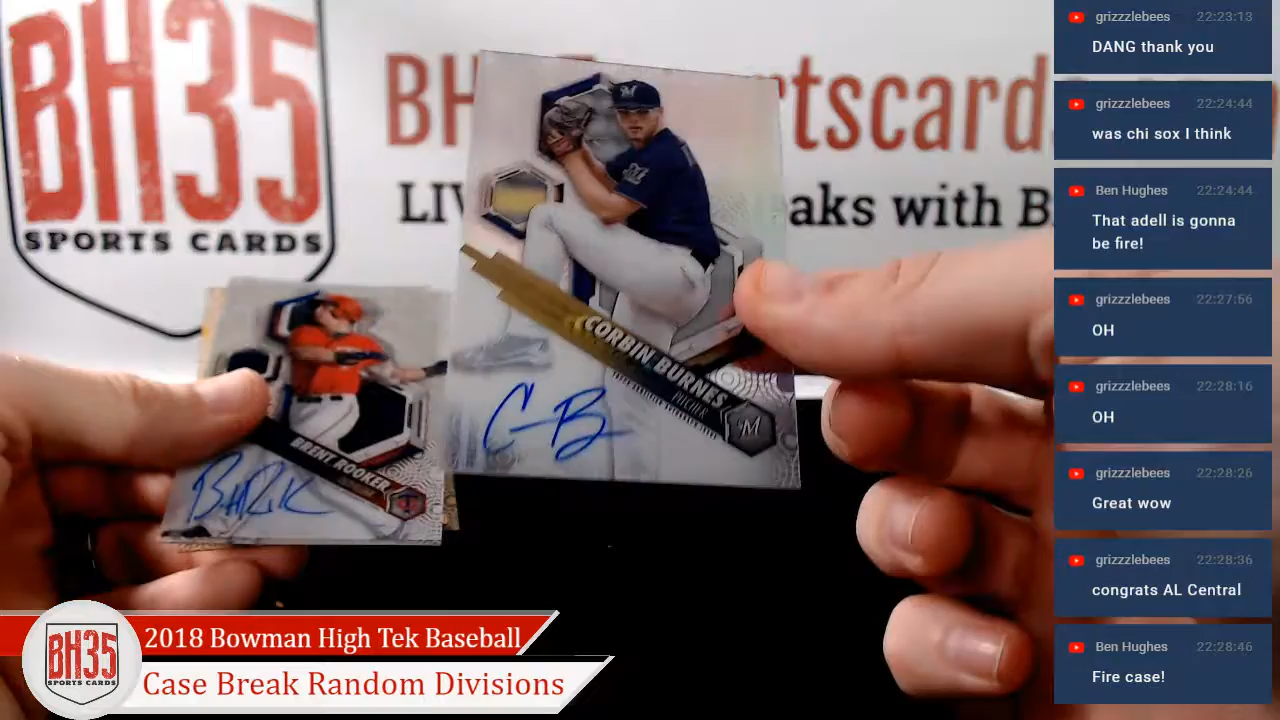 BH35
SPORTS CARDS
BH
rtscard
LIV
aks with B
CORBIN BURNES
PITCHER
M
C B
BRENT ROOKER
T
BH35
SPORTS CARDS
2018 Bowman High Tek Baseball
Case Break Random Divisions
grizzzlebees 22:23:13
DANG thank you
grizzzlebees 22:24:44
was chi sox I think
Ben Hughes 22:24:44
That adell is gonna
be fire!
grizzzlebees 22:27:56
OH
grizzzlebees 22:28:16
OH
grizzzlebees 22:28:26
Great wow
grizzzlebees 22:28:36
congrats AL Central
Ben Hughes 22:28:46
Fire case!